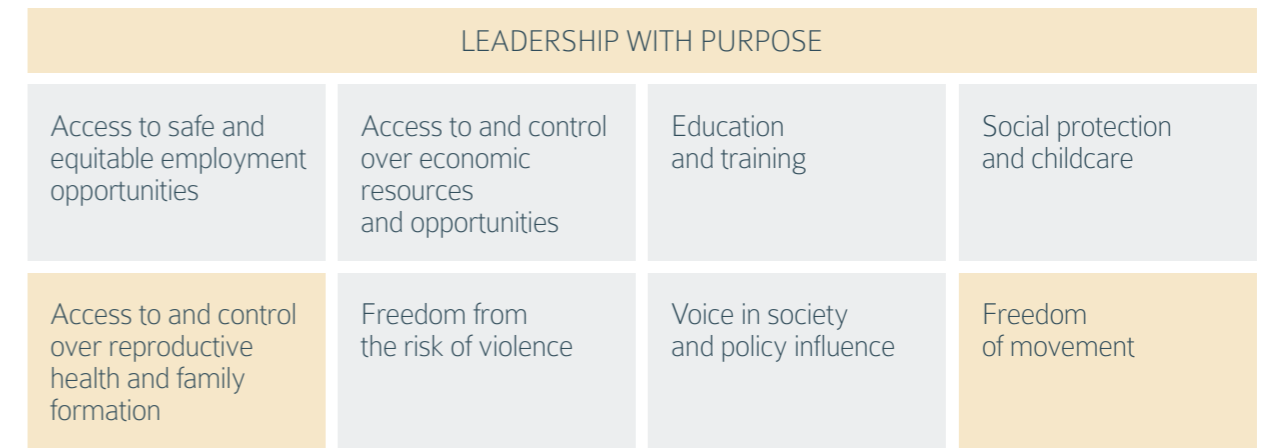 LEADERSHIP WITH PURPOSE
Access to safe and
equitable employment
opportunities
Access to and control
over economic
resources
and opportunities
Education
and training
Social protection
and childcare
Access to and control
over reproductive
health and family
formation
Freedom from
the risk of violence
Voice in society
and policy influence
Freedom
of movement